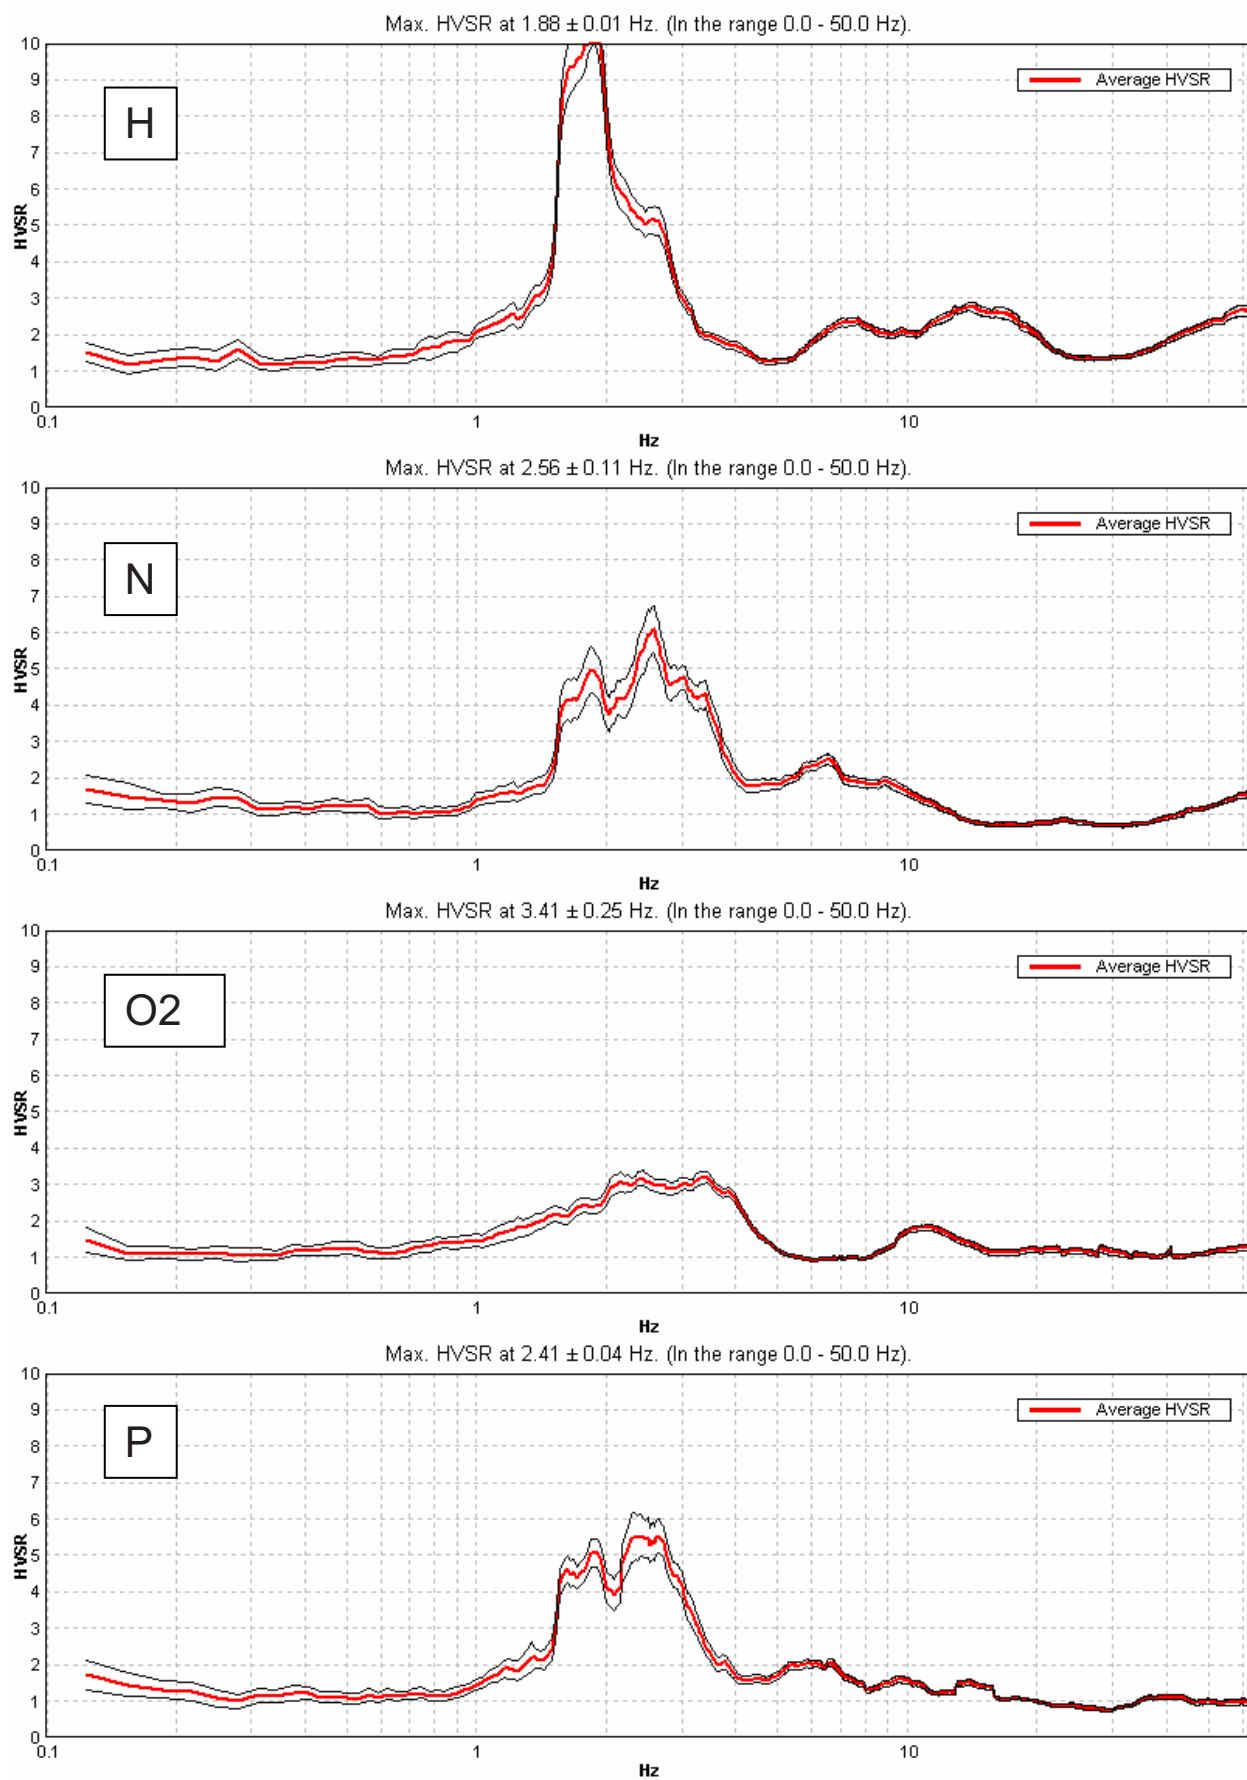 Max. HVSR at 1.88 ± 0.01 Hz. (In the range 0.0 - 50.0 Hz).
10
9
8
7
6
5
4
3
2
1
0
HVSR
H
Average HVSR
0.1
1
10
Hz
Max. HVSR at 2.56 ± 0.11 Hz. (In the range 0.0 - 50.0 Hz).
10
9
8
7
6
5
4
3
2
1
0
HVSR
N
Average HVSR
0.1
1
10
Hz
Max. HVSR at 3.41 ± 0.25 Hz. (In the range 0.0 - 50.0 Hz).
10
9
8
7
6
5
4
3
2
1
0
HVSR
O2
Average HVSR
0.1
1
10
Hz
Max. HVSR at 2.41 ± 0.04 Hz. (In the range 0.0 - 50.0 Hz).
10
9
8
7
6
5
4
3
2
1
0
HVSR
P
Average HVSR
0.1
1
10
Hz